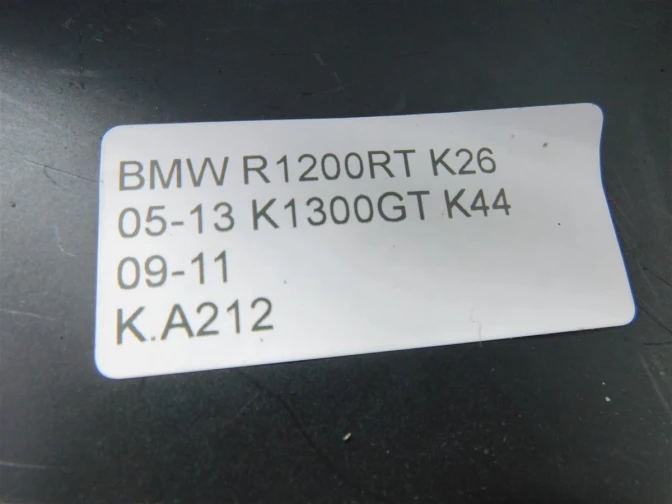 BMW R1200RT K26
05-13 K1300GT K44
09-11
K.A212